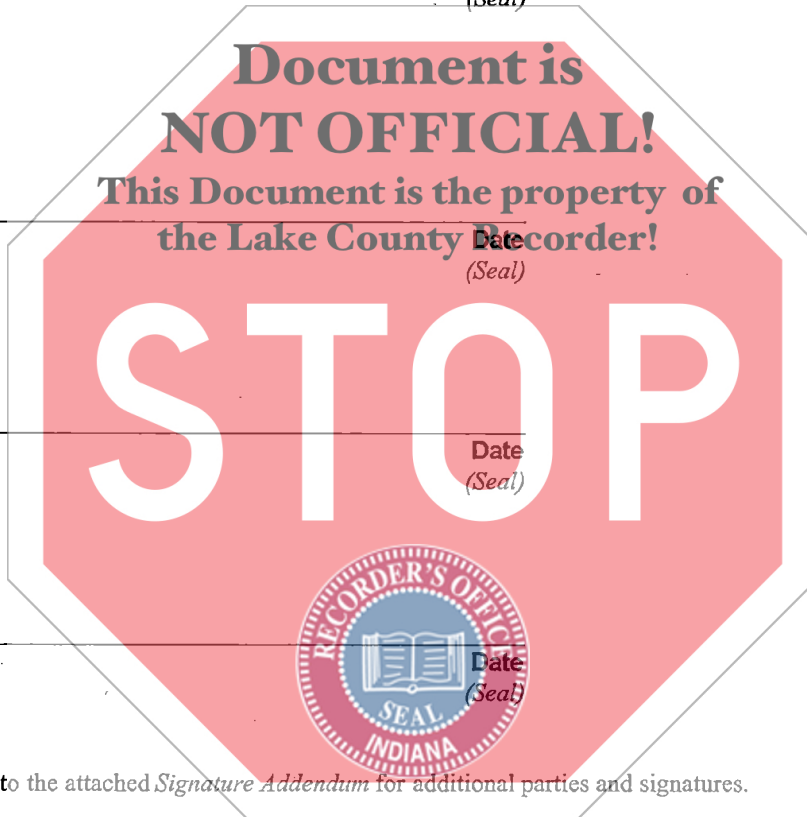 (Seal)
Document is
NOT OFFICIAL!
This Document is the property of
the Lake County Recorder!
Date
(Seal)
STOP
Date
(Seal)
RECORDER'S OFFICE
Date
(Seal)
SEAL
INDIANA
to the attached Signature Addendum for additional parties and signatures.